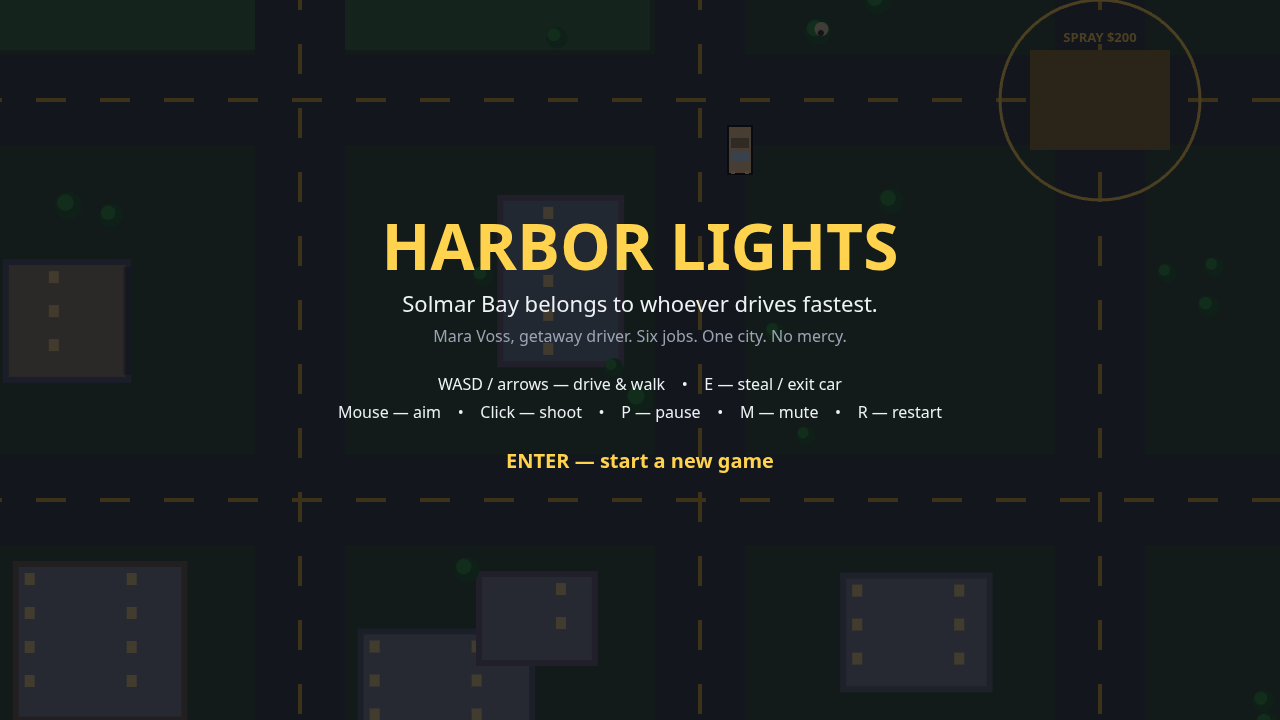 SPRAY $200
HARBOR LIGHTS
Solmar Bay belongs to whoever drives fastest.
Mara Voss, getaway driver. Six jobs. One city. No mercy.
WASD / arrows — drive & walk • E — steal / exit car
Mouse — aim • Click — shoot • P — pause • M — mute • R — restart
ENTER — start a new game